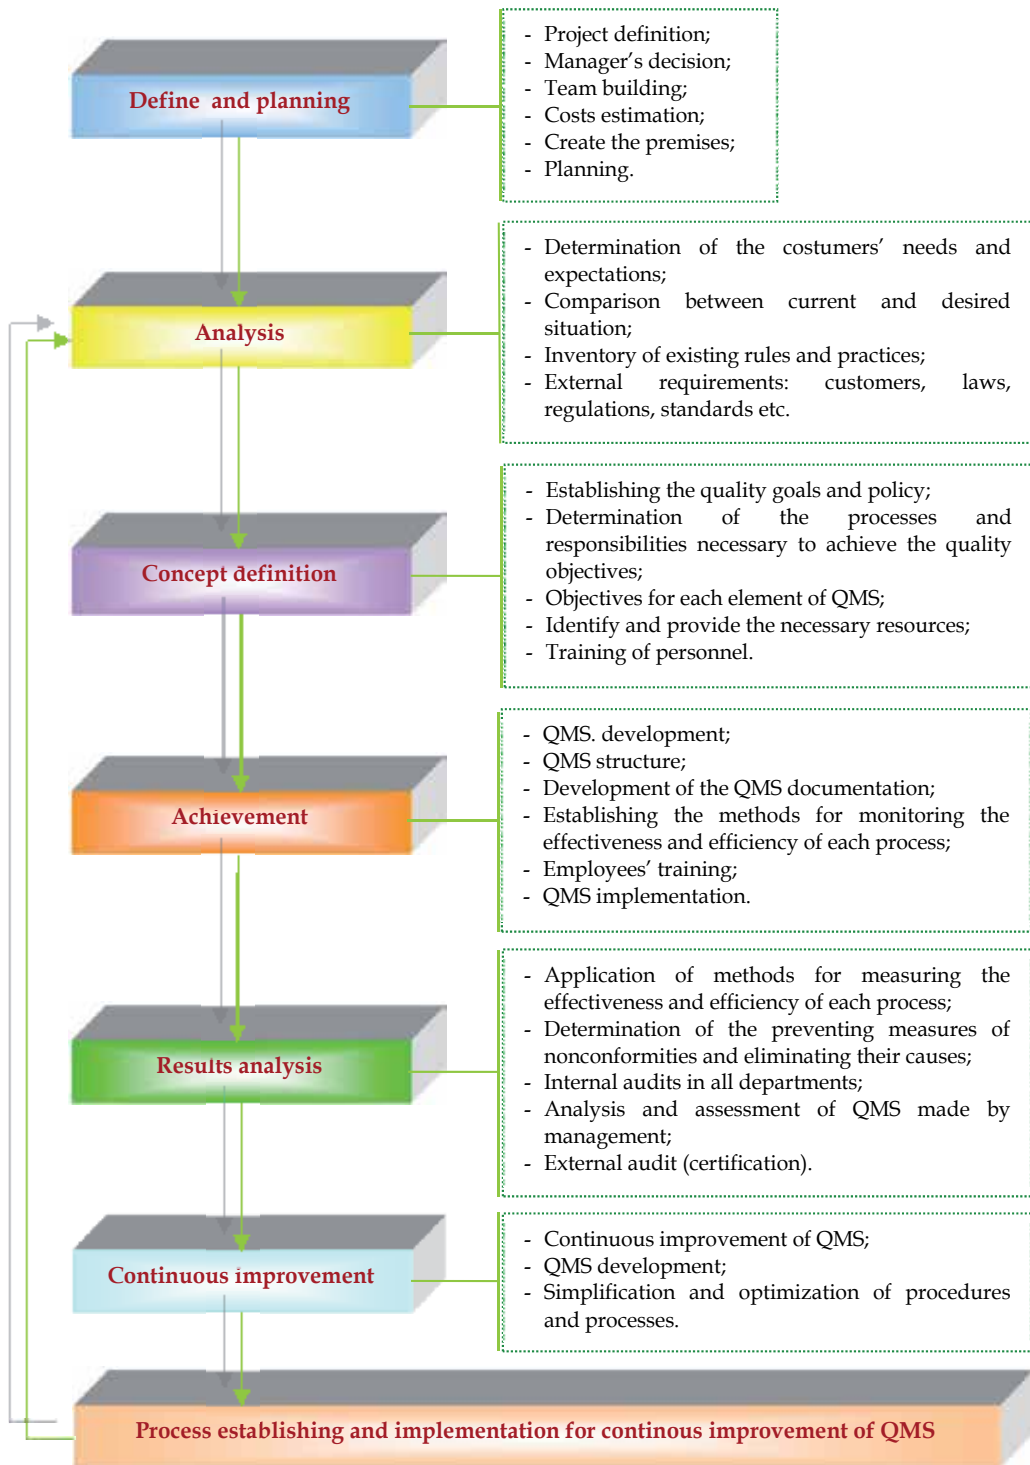 Define and planning
- Project definition;
- Manager's decision;
- Team building;
- Costs estimation;
- Create the premises;
- Planning.
Analysis
- Determination of the costumers' needs and
expectations;
- Comparison between current and desired
situation;
- Inventory of existing rules and practices;
- External requirements: customers, laws,
regulations, standards etc.
Concept definition
- Establishing the quality goals and policy;
- Determination of the processes and
responsibilities necessary to achieve the quality
objectives;
- Objectives for each element of QMS;
- Identify and provide the necessary resources;
- Training of personnel.
Achievement
- QMS. development;
- QMS structure;
- Development of the QMS documentation;
- Establishing the methods for monitoring the
effectiveness and efficiency of each process;
- Employees' training;
- QMS implementation.
Results analysis
- Application of methods for measuring the
effectiveness and efficiency of each process;
- Determination of the preventing measures of
nonconformities and eliminating their causes;
- Internal audits in all departments;
- Analysis and assessment of QMS made by
management;
- External audit (certification).
Continuous improvement
- Continuous improvement of QMS;
- QMS development;
- Simplification and optimization of procedures
and processes.
Process establishing and implementation for continous improvement of QMS